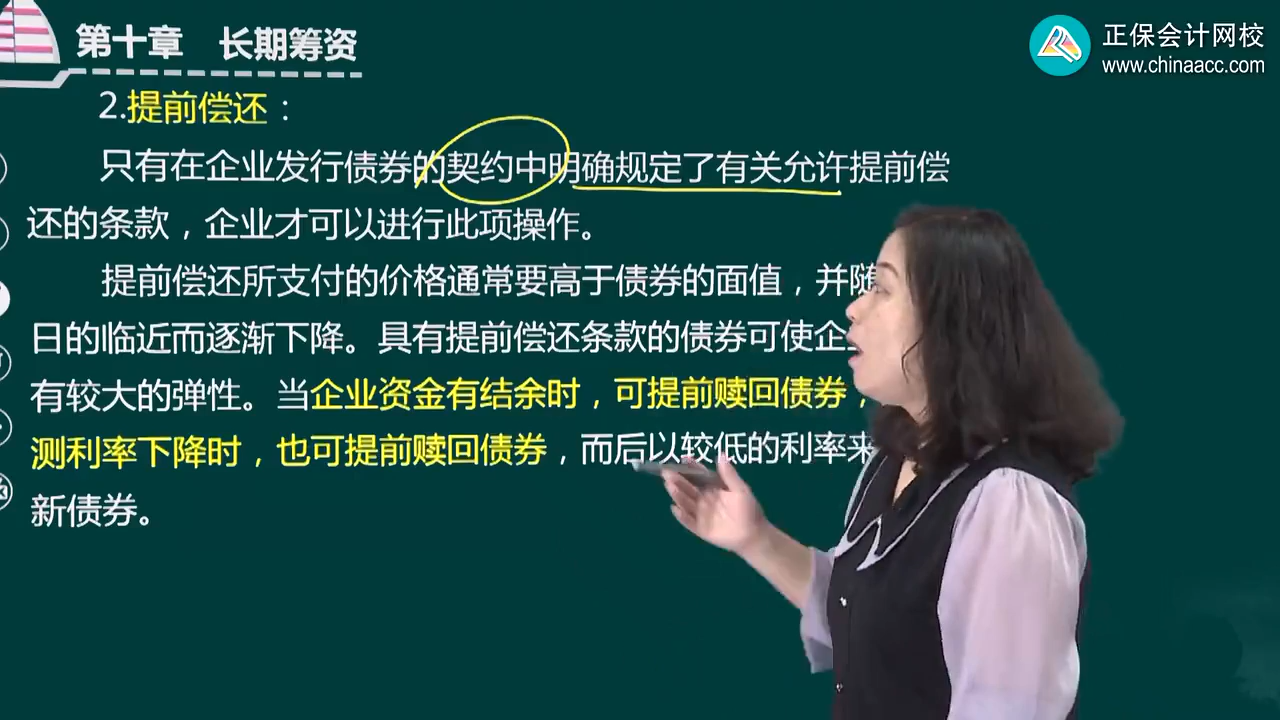 第十章 长期筹资
正保会计网校
www.chinaacc.com
2.提前偿还：
只有在企业发行债券的契约中明确规定了有关允许提前偿
还的条款，企业才可以进行此项操作。
提前偿还所支付的价格通常要高于债券的面值，并随
日的临近而逐渐下降。具有提前偿还条款的债券可使企
有较大的弹性。当企业资金有结余时，可提前赎回债券，
测利率下降时，也可提前赎回债券，而后以较低的利率来
新债券。